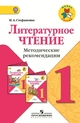 М.В. Стефаненко
Литературное
ЧТЕНИЕ
Методические
рекомендации
1